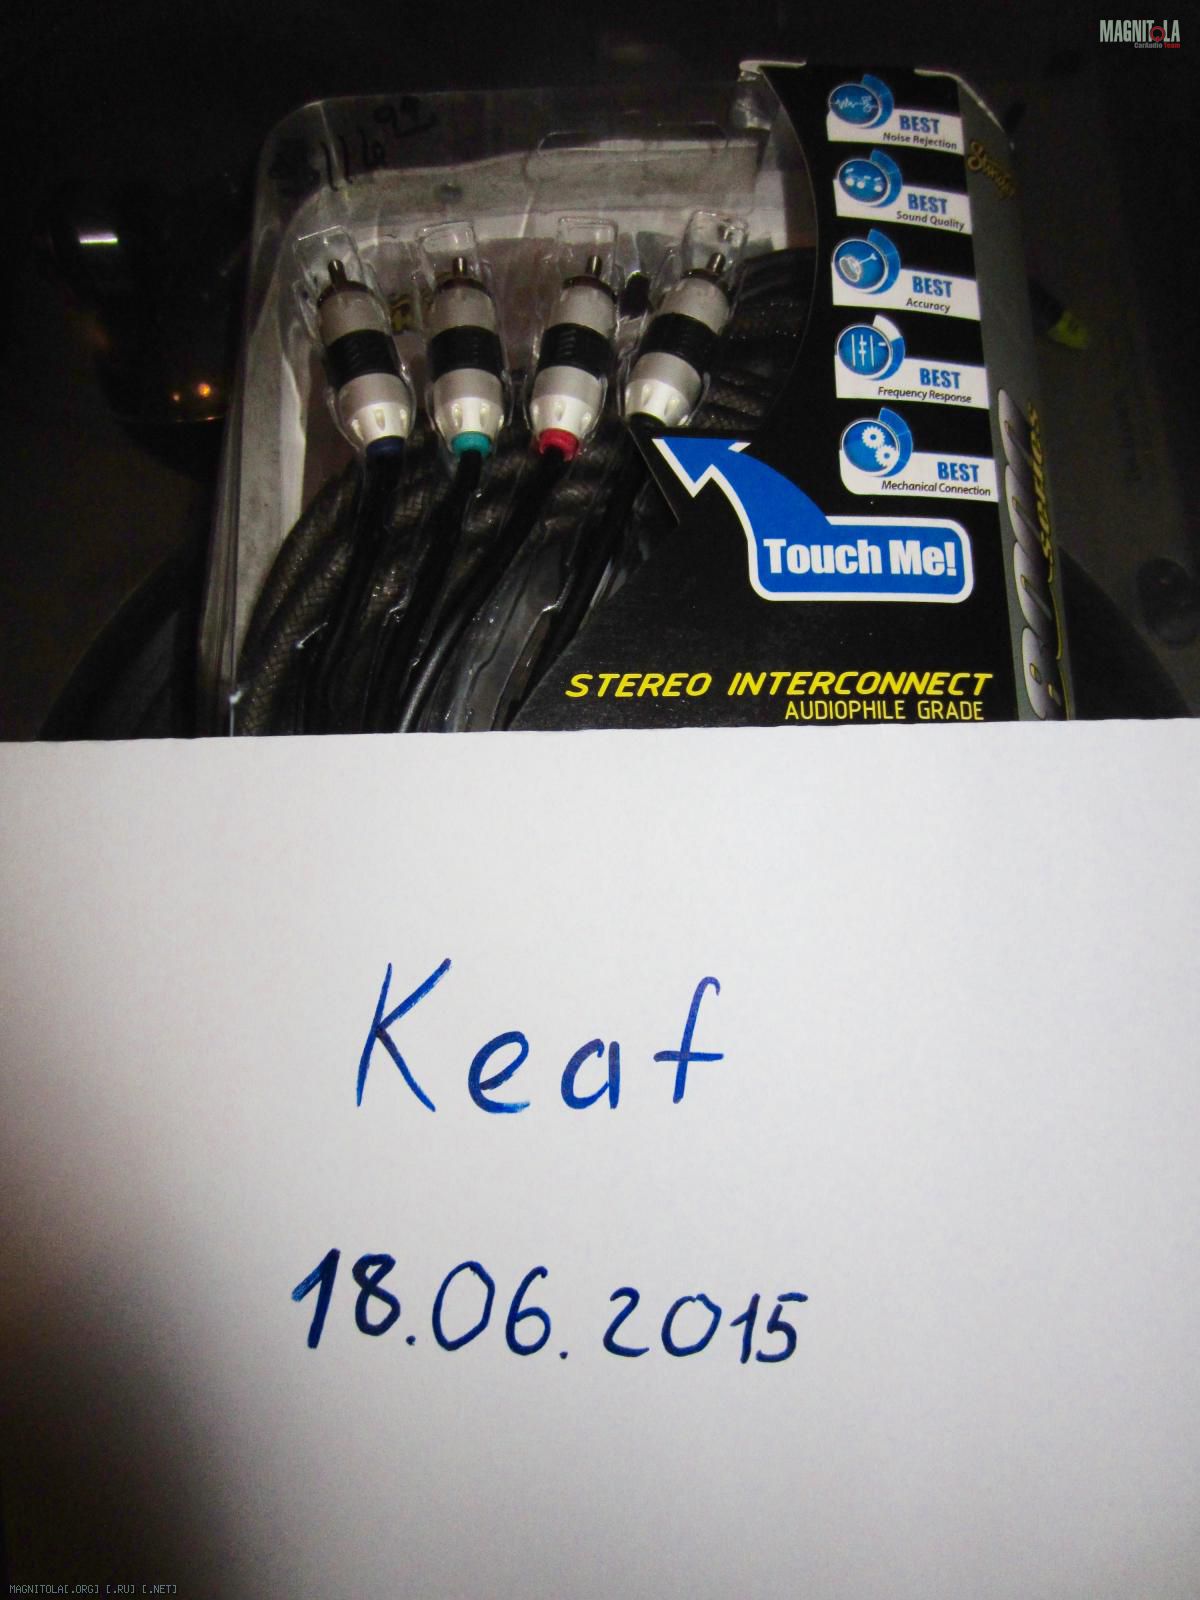 MAGNITOLA
CarAudio Team
BEST
Noise Rejection
BEST
Sound Quality
BEST
Accuracy
BEST
Frequency Response
BEST
Mechanical Connection
Touch Me!
series
STEREO INTERCONNECT
AUDIOPHILE GRADE
Keaf
18.06.2015
MAGNITOLA[.ORG] [.RU] [.NET]